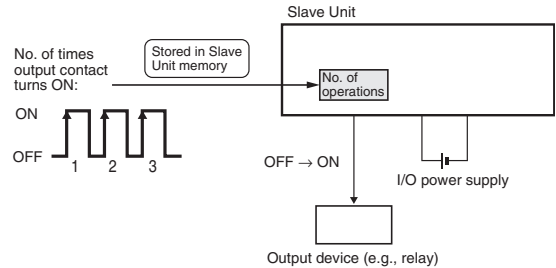 Slave Unit
No. of times
output contact
turns ON:
Stored in Slave
Unit memory
No. of
operations
ON
OFF
1 2 3
OFF → ON
I/O power supply
Output device (e.g., relay)